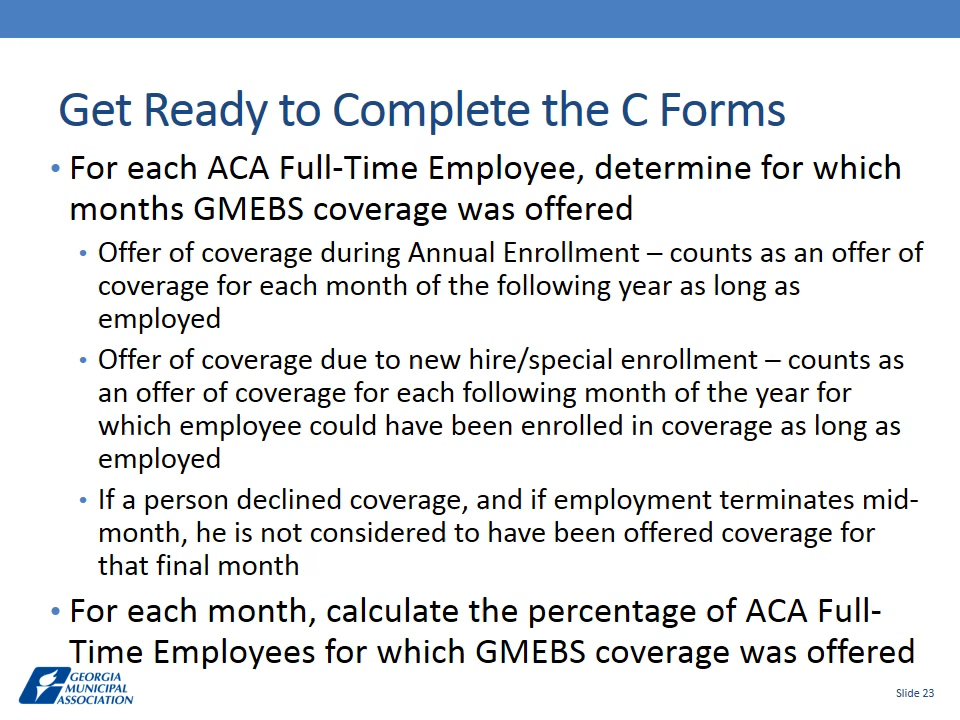 Get Ready to Complete the C Forms
• For each ACA Full-Time Employee, determine for which
months GMEBS coverage was offered
• Offer of coverage during Annual Enrollment – counts as an offer of
coverage for each month of the following year as long as
employed
• Offer of coverage due to new hire/special enrollment – counts as
an offer of coverage for each following month of the year for
which employee could have been enrolled in coverage as long as
employed
• If a person declined coverage, and if employment terminates mid-
month, he is not considered to have been offered coverage for
that final month
• For each month, calculate the percentage of ACA Full-
Time Employees for which GMEBS coverage was offered
GEORGIA
MUNICIPAL
ASSOCIATION
Slide 23